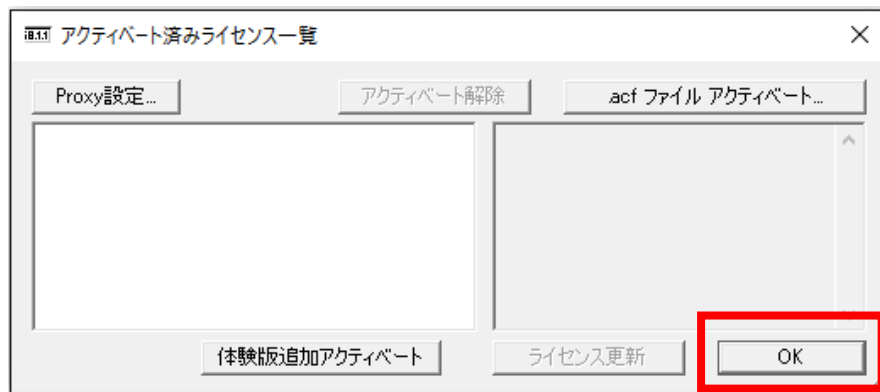 アクティベート済みライセンス一覧
Proxy設定...
アクティベート解除
.acf ファイル アクティベート...
体験版追加アクティベート
ライセンス更新
OK